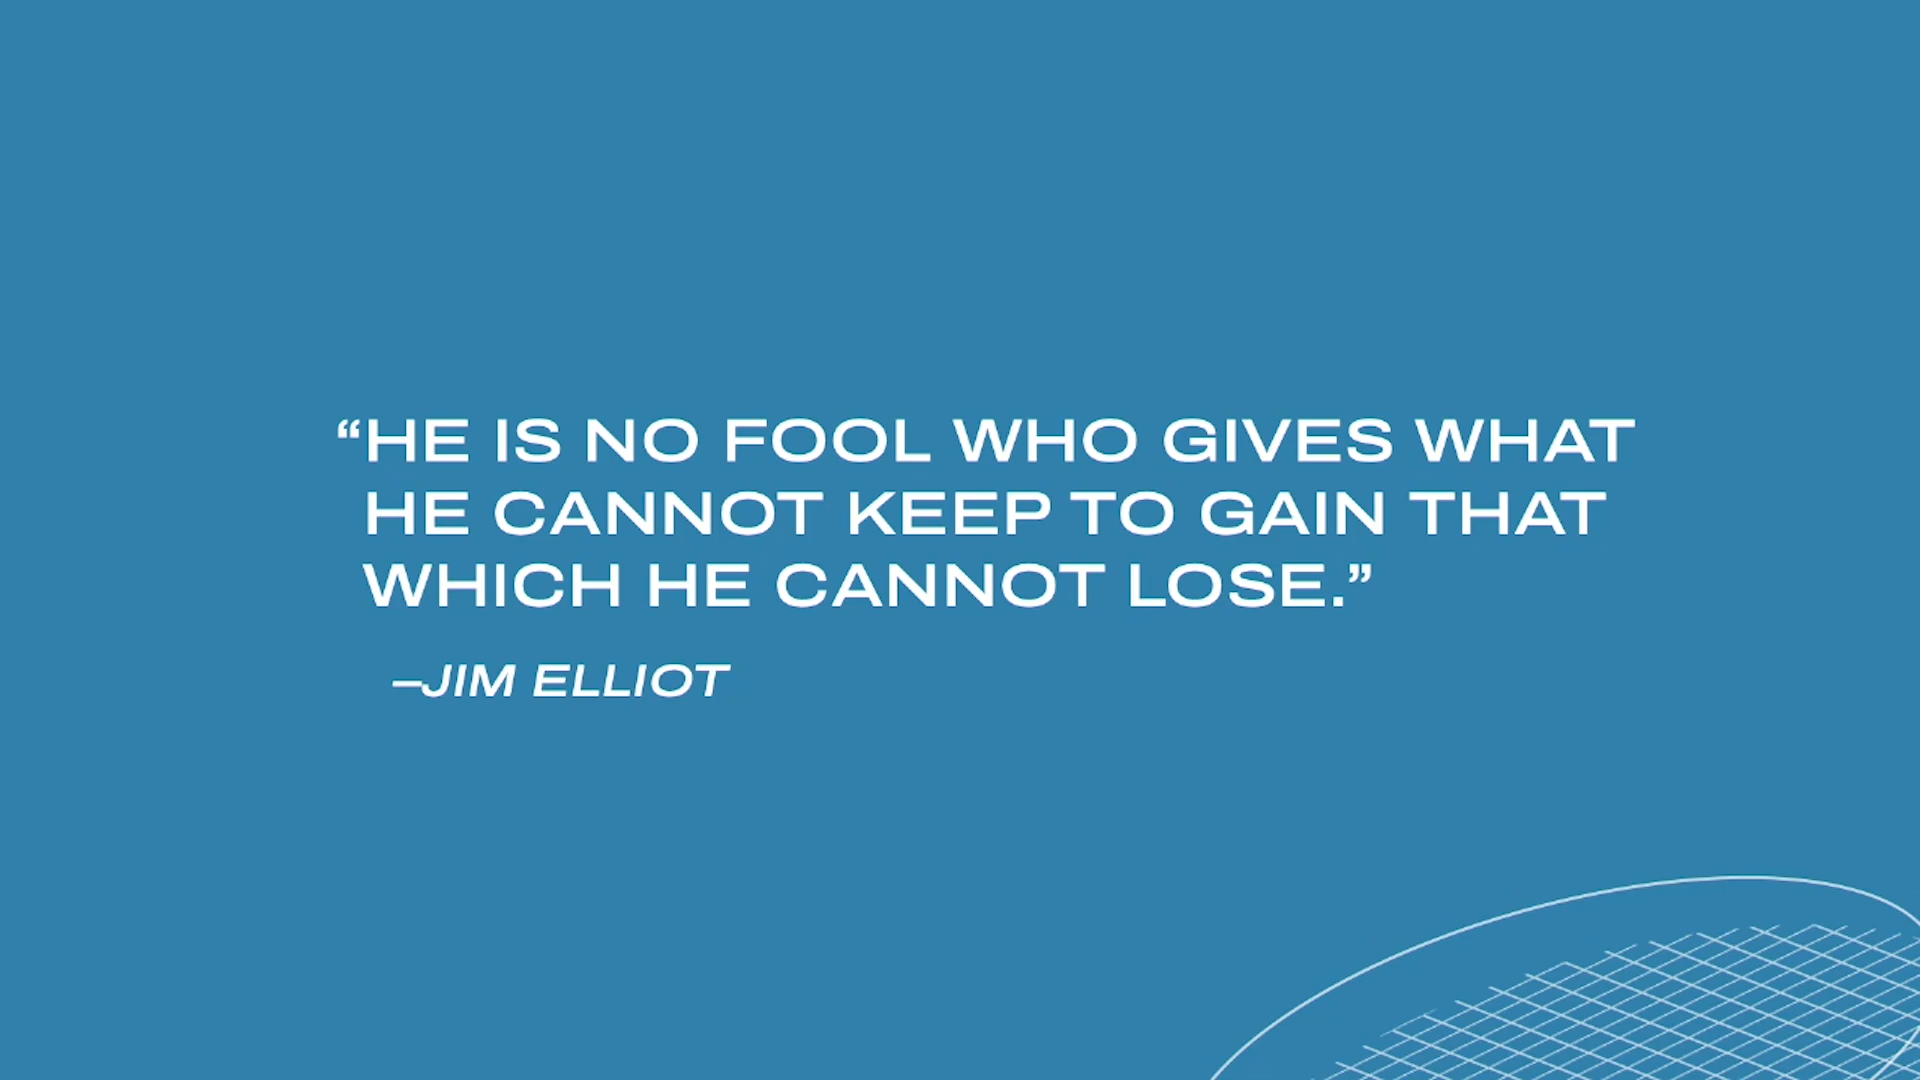 “HE IS NO FOOL WHO GIVES WHAT
HE CANNOT KEEP TO GAIN THAT
WHICH HE CANNOT LOSE.”
–JIM ELLIOT